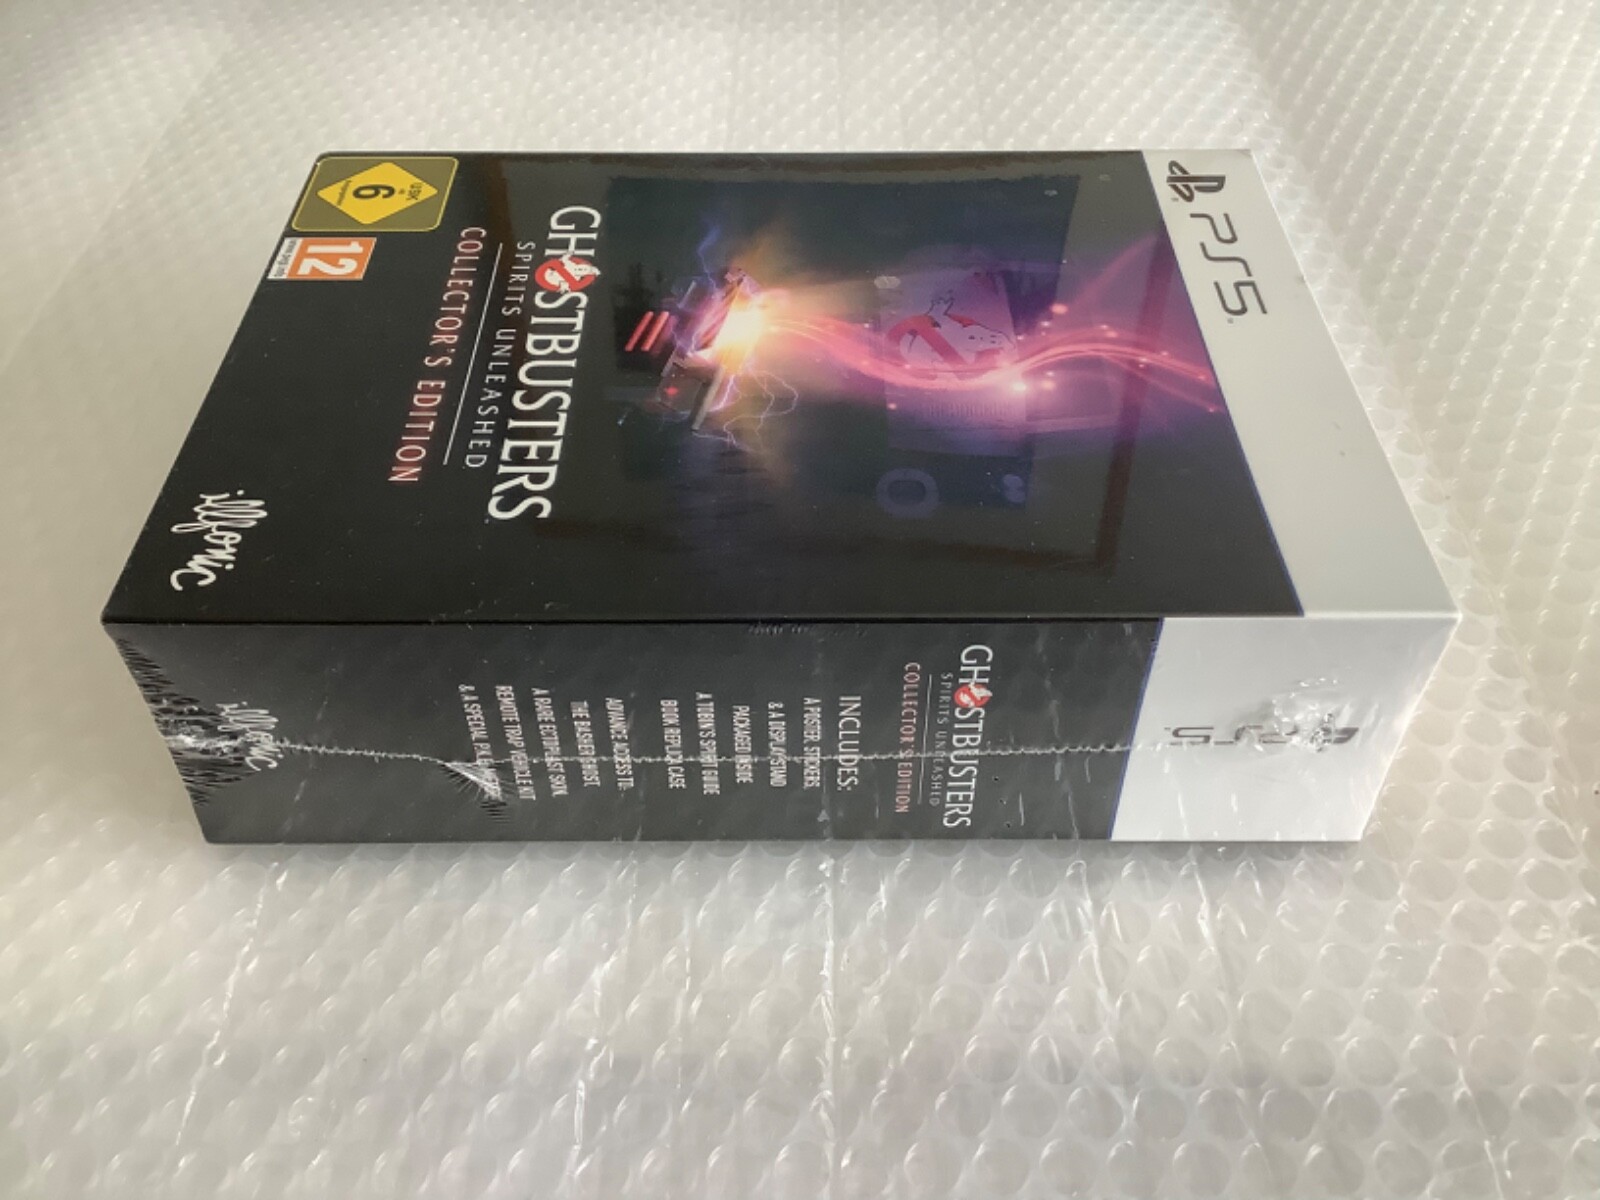 PS5
GHOSTBUSTERS
SPIRITS UNLEASHED
COLLECTOR'S EDITION
USK
6
12
illfonic
PS5
GHOSTBUSTERS
SPIRITS UNLEASHED
COLLECTOR'S EDITION
INCLUDES:
A POSTER, STICKERS,
& A DISPLAY STAND
PACKAGED INSIDE
A TOBIN'S SPIRIT GUIDE
BOOK REPLICA CASE
ADVANCE ACCESS TO:
THE BASHER GHOST,
A RARE ECTOPLAST SKIN,
REMOTE TRAP VEHICLE KIT
& A SPECIAL
illfonic